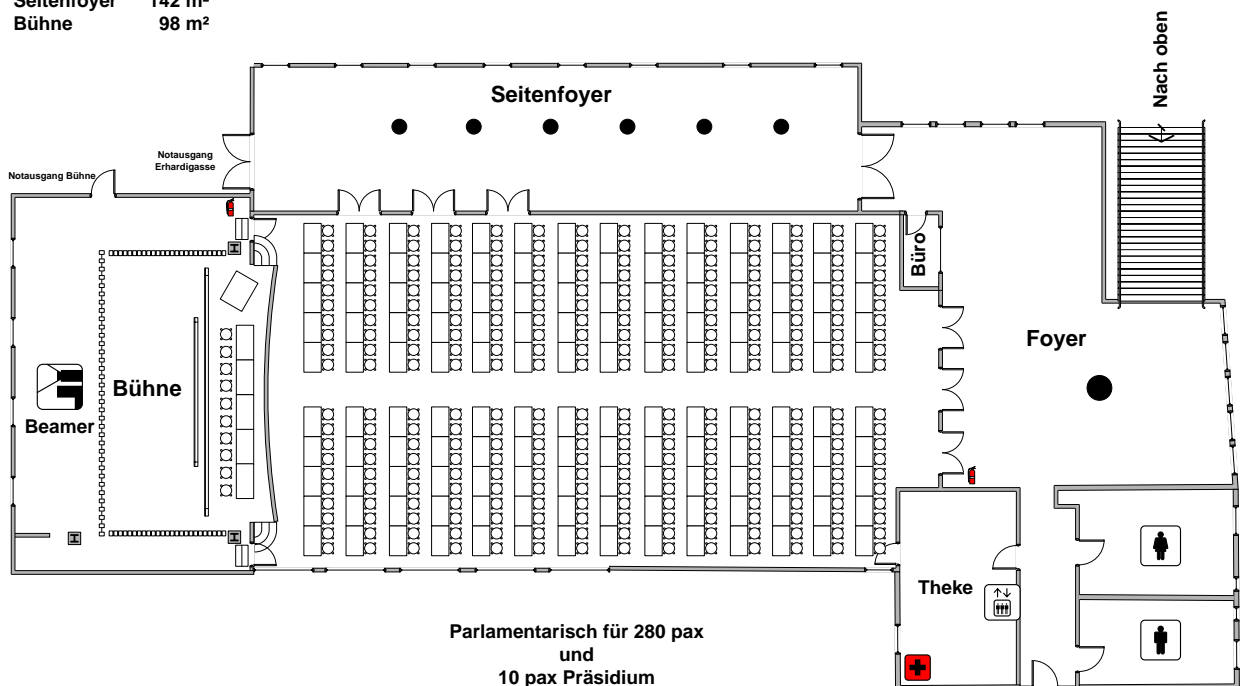 Seitenfoyer 142 m²
Bühne 98 m²
Nach oben
Seitenfoyer
Notausgang
Erhardigasse
Notausgang Bühne
Büro
Foyer
Bühne
Beamer
Theke
Parlamentarisch für 280 pax
und
10 pax Präsidium